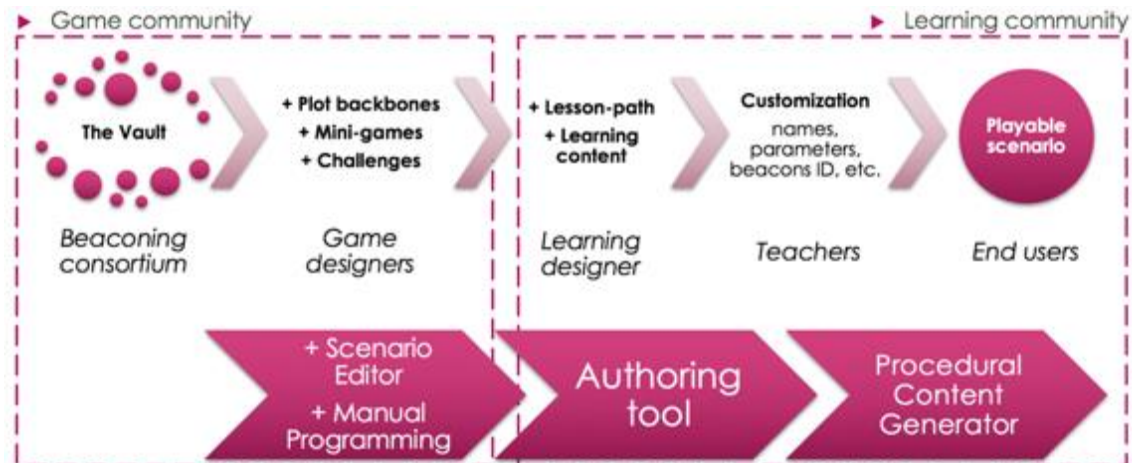 Game community
Learning community
The Vault
+ Plot backbones
+ Mini-games
+ Challenges
+ Lesson-path
+ Learning
content
Customization
names,
parameters,
beacons ID, etc.
Playable
scenario
Beaconing
consortium
Game
designers
Learning
designer
Teachers
End users
+ Scenario
Editor
+ Manual
Programming
Authoring
tool
Procedural
Content
Generator